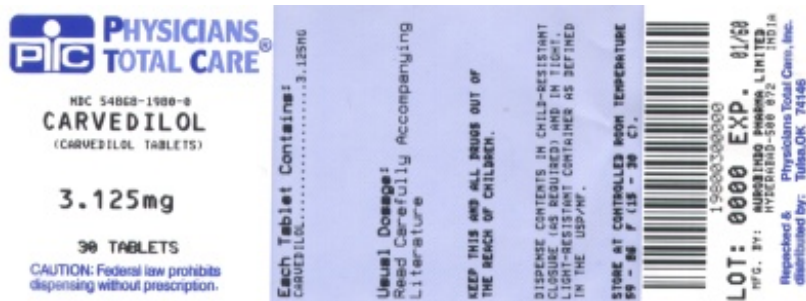 PTC PHYSICIANS
TOTAL CARE®
NDC 54868-1980-0
CARVEDILOL
(CARVEDILOL TABLETS)
3.125mg
30 TABLETS
CAUTION: Federal law prohibits
dispensing without prescription.
Each Tablet Contains:
CARVEDILOL....................3.125MG
Usual Dosage:
Read Carefully Accompanying
Literature
KEEP THIS AND ALL DRUGS OUT OF
THE REACH OF CHILDREN.
DISPENSE CONTENTS IN CHILD-RESISTANT
CLOSURE (AS REQUIRED) AND IN TIGHT,
LIGHT-RESISTANT CONTAINER AS DEFINED
IN THE USP/NF.
STORE AT CONTROLLED ROOM TEMPERATURE
59 - 86 F (15 - 30 C).
19800300000
LOT: 0000 EXP. 01/60
MFG. BY: AUROBINDO PHARMA LIMITED
HYDERABAD-500 072 INDIA
Repacked & Physicians Total Care, Inc.
distributed by: Tulsa, OK 74146